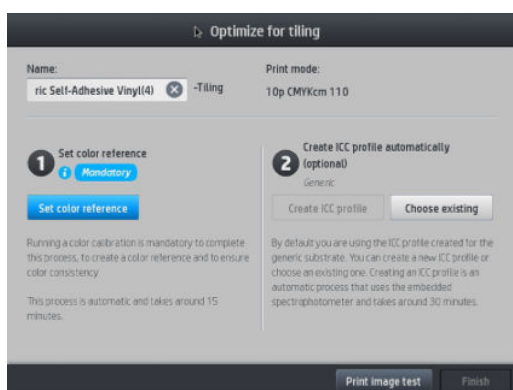 Optimize for tiling
Name:
ric Self-Adhesive Vinyl(4)
-Tiling
Print mode:
10p CMYKcm 110
1
Set color reference
i Mandatory
Set color reference
Running a color calibration is mandatory to complete
this process, to create a color reference and to ensure
color consistency
This process is automatic and takes around 15
minutes.
2
Create ICC profile automatically
(optional)
Generic
Create ICC profile
Choose existing
By default you are using the ICC profile created for the
generic substrate. You can create a new ICC profile or
choose an existing one. Creating an ICC profile is an
automatic process that uses the embedded
spectrophotometer and takes around 30 minutes.
Print image test
Finish